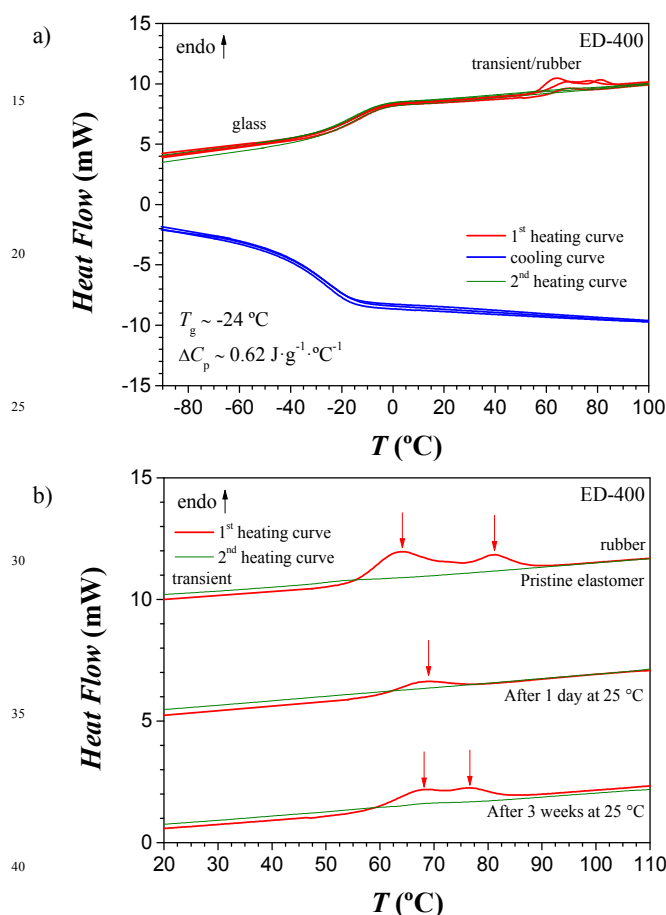 a)
endo ↑
ED-400
transient/rubber
glass
15
10
5
0
-5
-10
-15
Heat Flow (mW)
1st heating curve
cooling curve
2nd heating curve
Tg ~ -24 ºC
ΔCp ~ 0.62 J·g-1·ºC-1
-80 -60 -40 -20 0 20 40 60 80 100
T (ºC)
15
20
25
b)
endo ↑
ED-400
1st heating curve
2nd heating curve
transient
rubber
Pristine elastomer
After 1 day at 25 °C
After 3 weeks at 25 °C
15
10
5
0
Heat Flow (mW)
20 30 40 50 60 70 80 90 100 110
T (ºC)
30
35
40